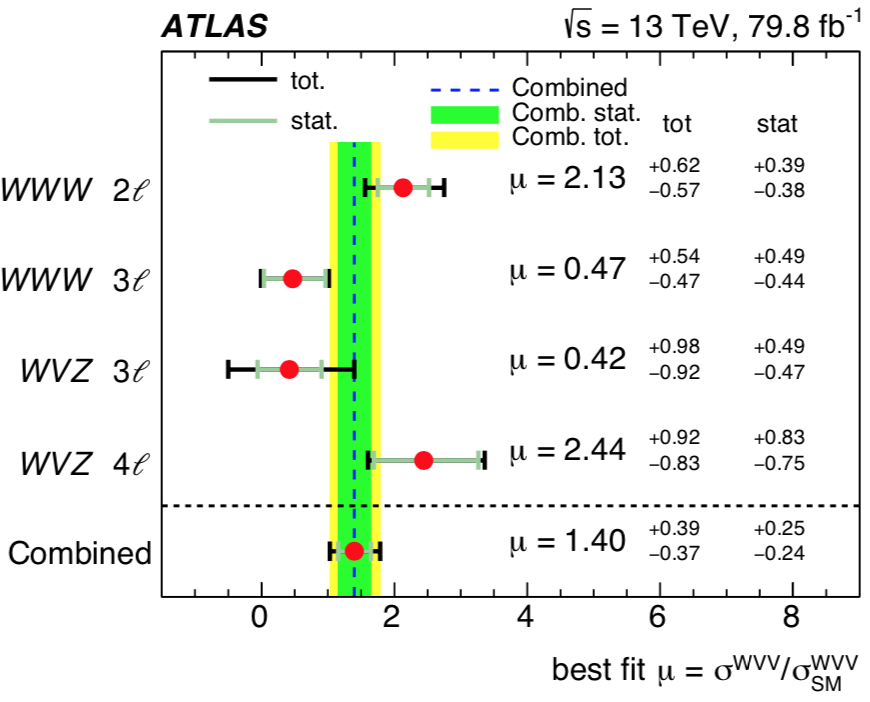 ATLAS √s = 13 TeV, 79.8 fb⁻¹
tot.
stat.
Combined
Comb. stat.
Comb. tot.
tot stat
WWW 2ℓ μ = 2.13 +0.62 −0.57 +0.39 −0.38
WWW 3ℓ μ = 0.47 +0.54 −0.47 +0.49 −0.44
WVZ 3ℓ μ = 0.42 +0.98 −0.92 +0.49 −0.47
WVZ 4ℓ μ = 2.44 +0.92 −0.83 +0.83 −0.75
Combined μ = 1.40 +0.39 −0.37 +0.25 −0.24
0 2 4 6 8
best fit μ = σ^WVV/σ_SM^WVV